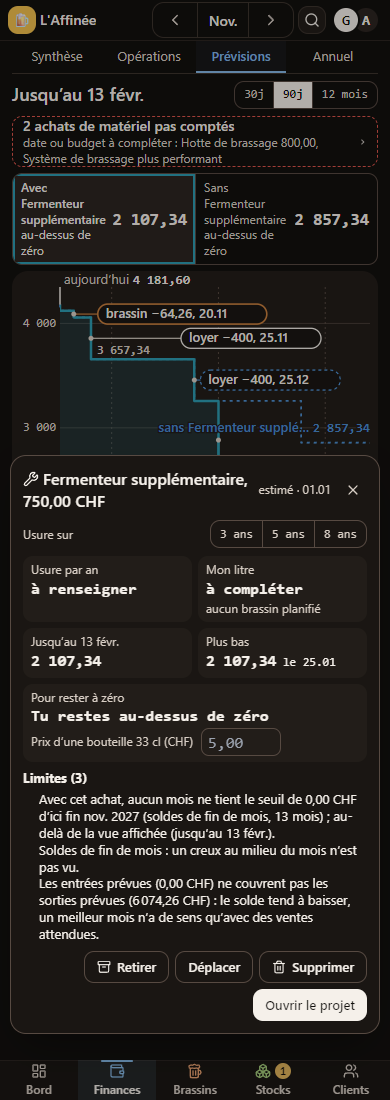 L'Affinée
Nov.
G A
Synthèse Opérations Prévisions Annuel
Jusqu'au 13 févr.
30j 90j 12 mois
2 achats de matériel pas comptés
date ou budget à compléter : Hotte de brassage 800,00,
Système de brassage plus performant
Avec
Fermenteur
supplémentaire 2 107,34
au-dessus de
zéro
Sans
Fermenteur
supplémentaire 2 857,34
au-dessus de
zéro
aujourd'hui 4 181,60
brassin −64,26, 20.11
4 000
loyer −400, 25.11
3 657,34
loyer −400, 25.12
3 000
sans Fermenteur supplé… 2 857,34
Fermenteur supplémentaire,
750,00 CHF
estimé · 01.01
Usure sur
3 ans 5 ans 8 ans
Usure par an
à renseigner
Mon litre
à compléter
aucun brassin planifié
Jusqu'au 13 févr.
2 107,34
Plus bas
2 107,34 le 25.01
Pour rester à zéro
Tu restes au-dessus de zéro
Prix d'une bouteille 33 cl (CHF) 5,00
Limites (3)
Avec cet achat, aucun mois ne tient le seuil de 0,00 CHF
d'ici fin nov. 2027 (soldes de fin de mois, 13 mois) ; au-
delà de la vue affichée (jusqu'au 13 févr.).
Soldes de fin de mois : un creux au milieu du mois n'est
pas vu.
Les entrées prévues (0,00 CHF) ne couvrent pas les
sorties prévues (6 074,26 CHF) : le solde tend à baisser,
un meilleur mois n'a de sens qu'avec des ventes
attendues.
Retirer Déplacer Supprimer
Ouvrir le projet
1
Bord Finances Brassins Stocks Clients